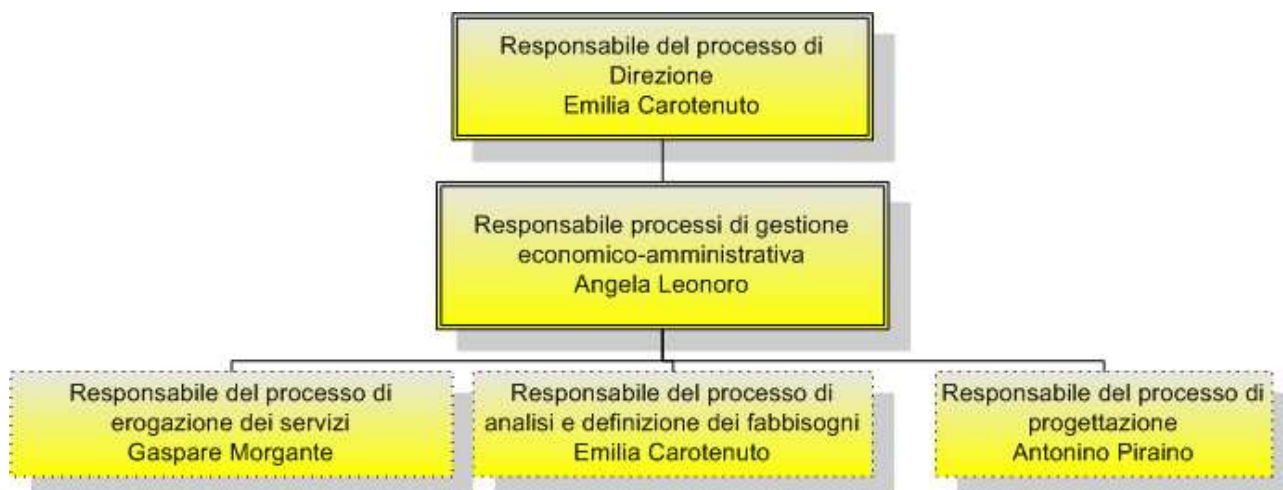 Responsabile del processo di
Direzione
Emilia Carotenuto
Responsabile processi di gestione
economico-amministrativa
Angela Leonoro
Responsabile del processo di
erogazione dei servizi
Gaspare Morgante
Responsabile del processo di
analisi e definizione dei fabbisogni
Emilia Carotenuto
Responsabile del processo di
progettazione
Antonino Piraino